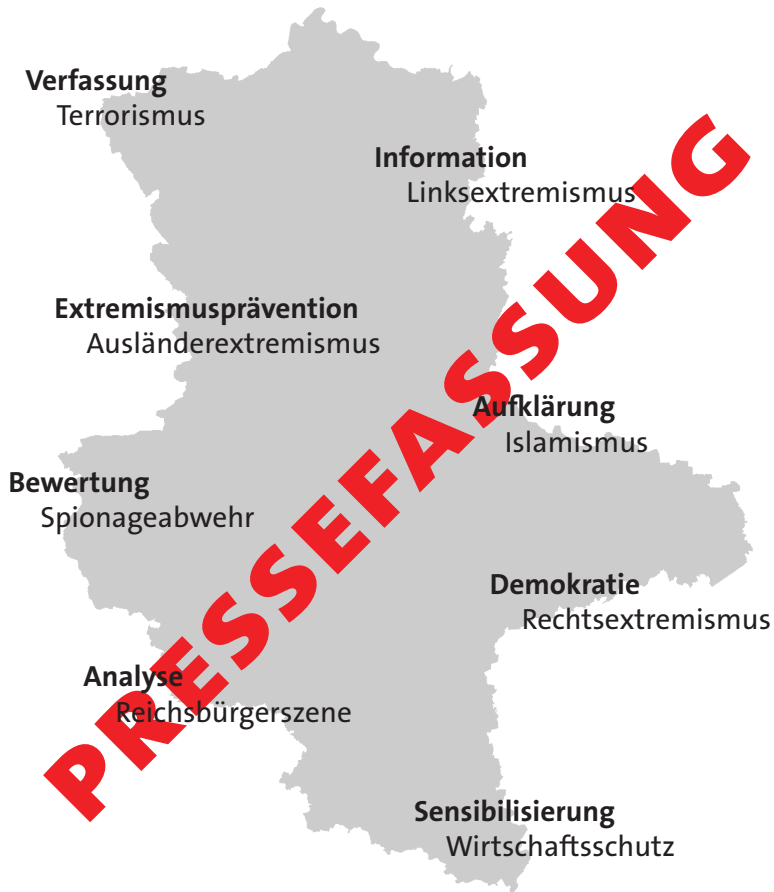 Verfassung
Terrorismus
Information
Linksextremismus
Extremismusprävention
Ausländerextremismus
Aufklärung
Islamismus
Bewertung
Spionageabwehr
Demokratie
Rechtsextremismus
Analyse
Reichsbürgerszene
Sensibilisierung
Wirtschaftsschutz
PRESSEFASSUNG